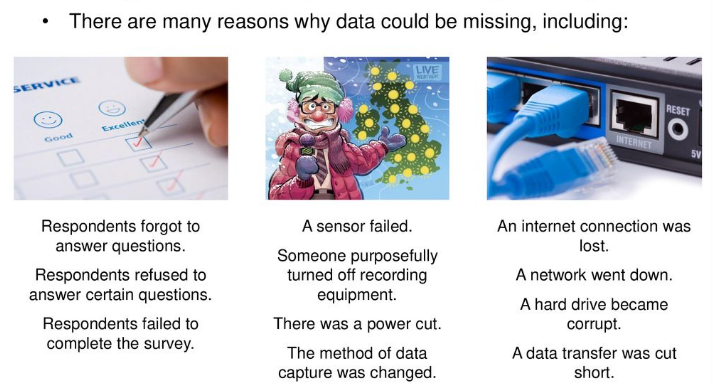 • There are many reasons why data could be missing, including:
SERVICE
Good
Excellent
LIVE
WEATHER
RESET
INTERNET
5V
Respondents forgot to
answer questions.
Respondents refused to
answer certain questions.
Respondents failed to
complete the survey.
A sensor failed.
Someone purposefully
turned off recording
equipment.
There was a power cut.
The method of data
capture was changed.
An internet connection was
lost.
A network went down.
A hard drive became
corrupt.
A data transfer was cut
short.